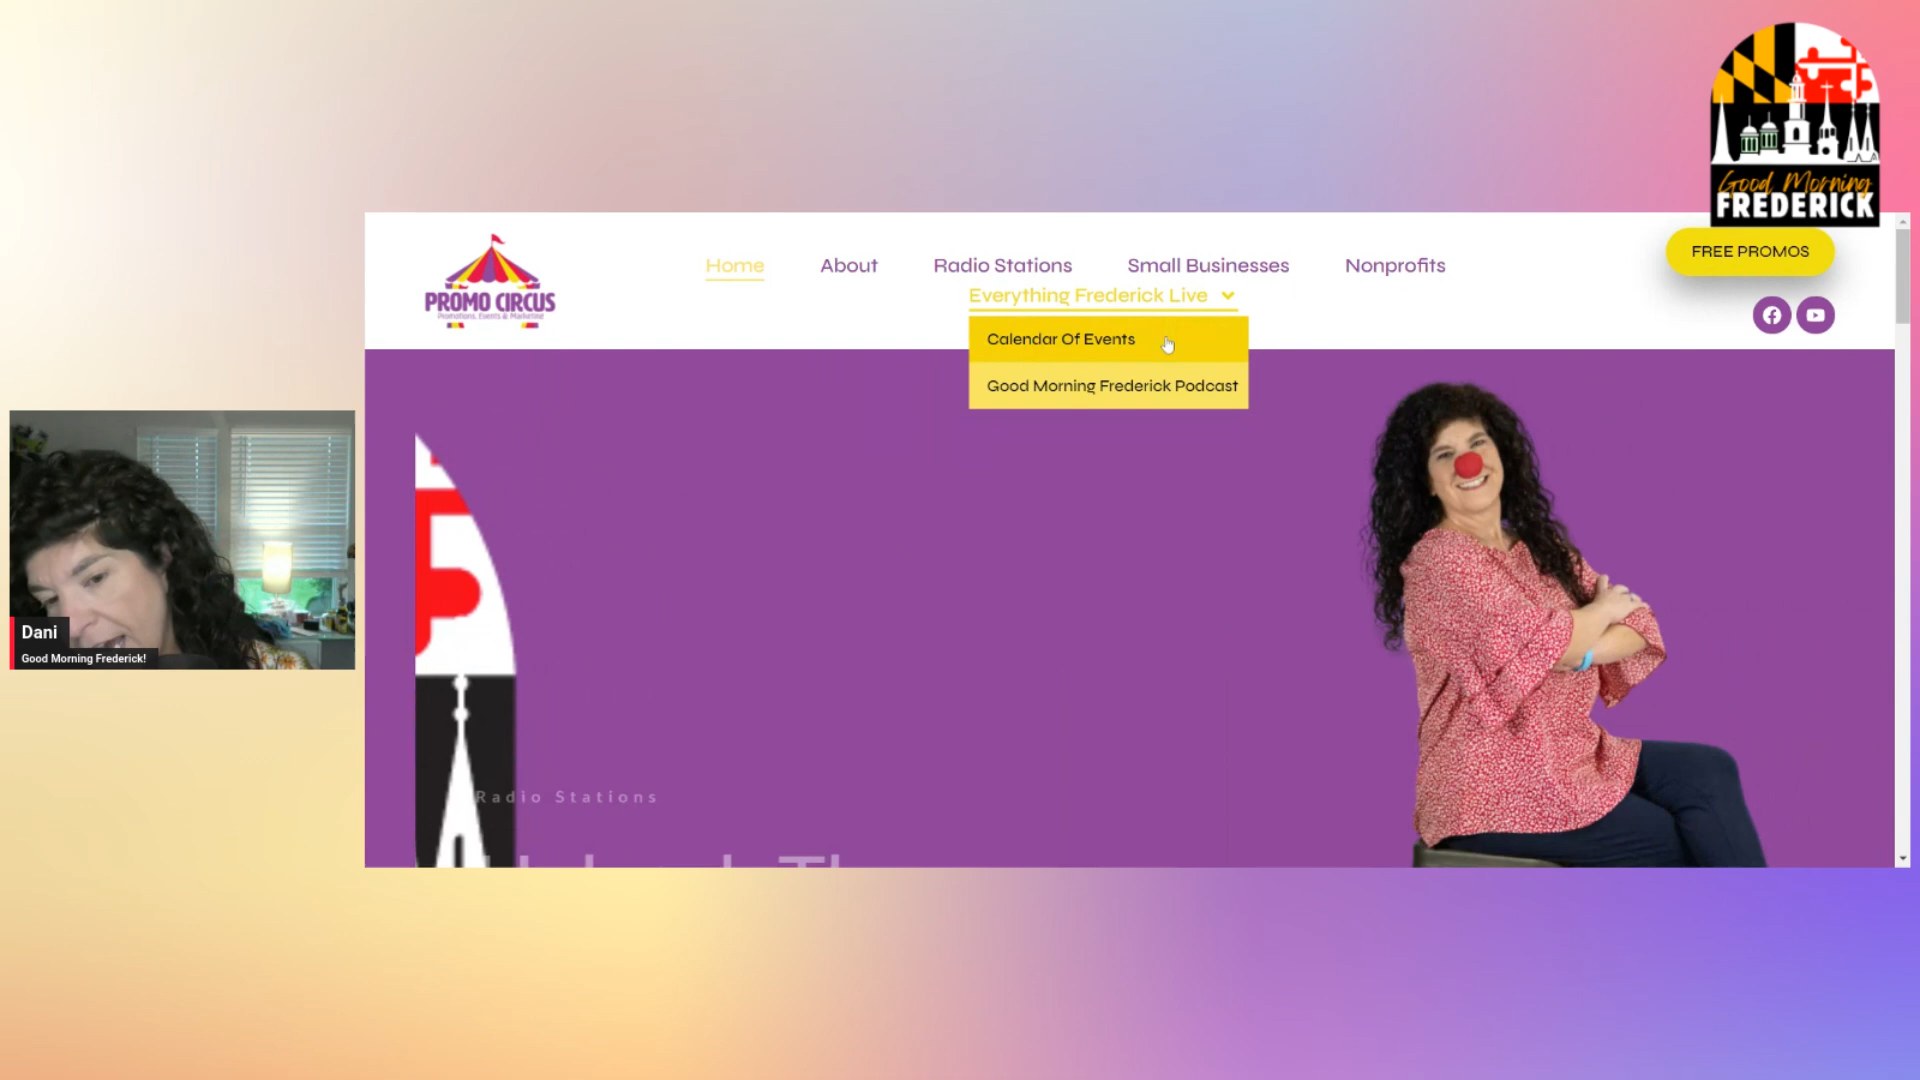 Good Morning
FREDERICK
FREE PROMOS
Home
About
Radio Stations
Small Businesses
Nonprofits
Everything Frederick Live
PROMO CIRCUS
Promotions, Events & Marketing
Calendar Of Events
Good Morning Frederick Podcast
Dani
Good Morning Frederick!
Radio Stations